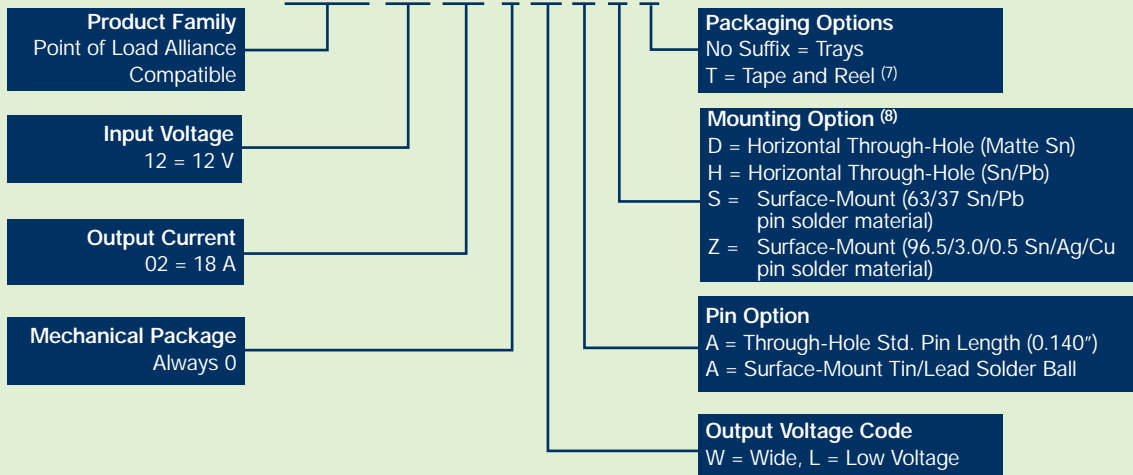 Product Family
Point of Load Alliance
Compatible
Input Voltage
12 = 12 V
Output Current
02 = 18 A
Mechanical Package
Always 0
Packaging Options
No Suffix = Trays
T = Tape and Reel (7)
Mounting Option (8)
D = Horizontal Through-Hole (Matte Sn)
H = Horizontal Through-Hole (Sn/Pb)
S = Surface-Mount (63/37 Sn/Pb
pin solder material)
Z = Surface-Mount (96.5/3.0/0.5 Sn/Ag/Cu
pin solder material)
Pin Option
A = Through-Hole Std. Pin Length (0.140″)
A = Surface-Mount Tin/Lead Solder Ball
Output Voltage Code
W = Wide, L = Low Voltage